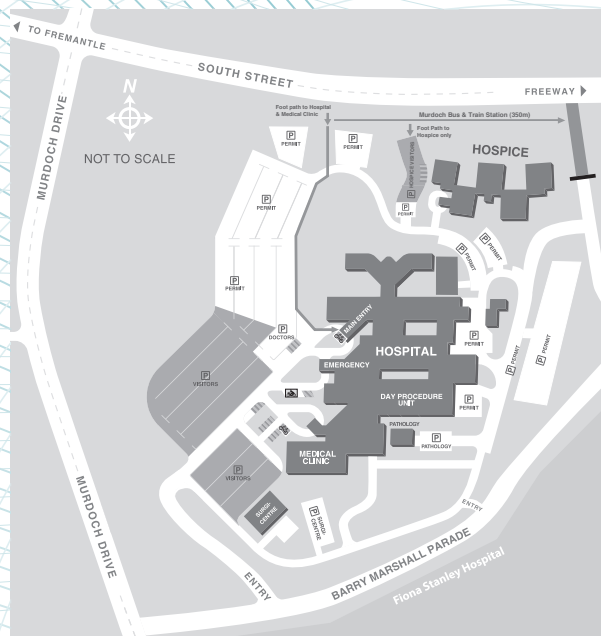 TO FREMANTLE
SOUTH STREET
FREEWAY
MURDOCH DRIVE
N
NOT TO SCALE
Foot path to Hospital
& Medical Clinic
Murdoch Bus & Train Station (350m)
Foot Path to
Hospice only
P
PERMIT
P
PERMIT
HOSPICE VISITORS
P
HOSPICE
P
PERMIT
P
PERMIT
P
PERMIT
P
PERMIT
P
PERMIT
P
DOCTORS
MAIN ENTRY
HOSPITAL
EMERGENCY
P
PERMIT
P
PERMIT
P
PERMIT
P
VISITORS
DAY PROCEDURE
UNIT
P
PERMIT
PATHOLOGY
P
PATHOLOGY
MEDICAL
CLINIC
P
VISITORS
SURGI-
CENTRE
P
SURGI-
CENTRE
ENTRY
MURDOCH DRIVE
ENTRY
BARRY MARSHALL PARADE
Fiona Stanley Hospital